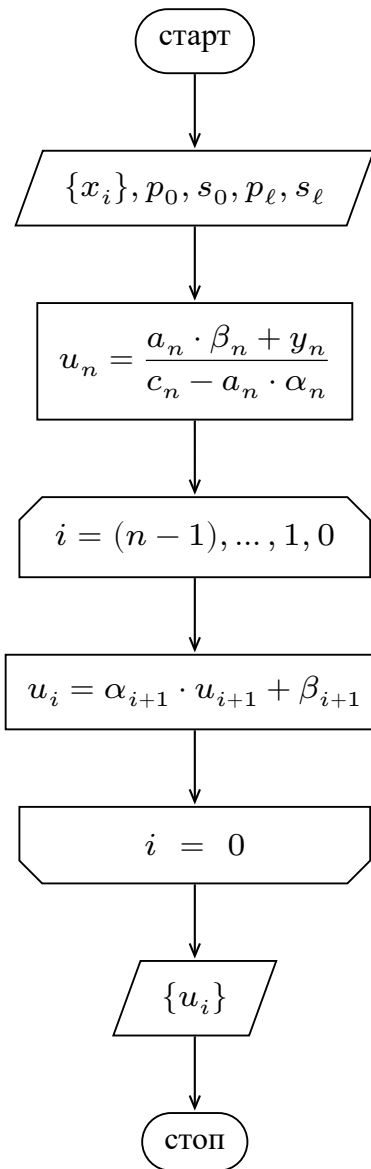 старт
{x_i}, p_0, s_0, p_ℓ, s_ℓ
u_n = \frac{a_n · β_n + y_n}{c_n − a_n · α_n}
i = (n − 1), ... , 1, 0
u_i = α_{i+1} · u_{i+1} + β_{i+1}
i = 0
{u_i}
стоп